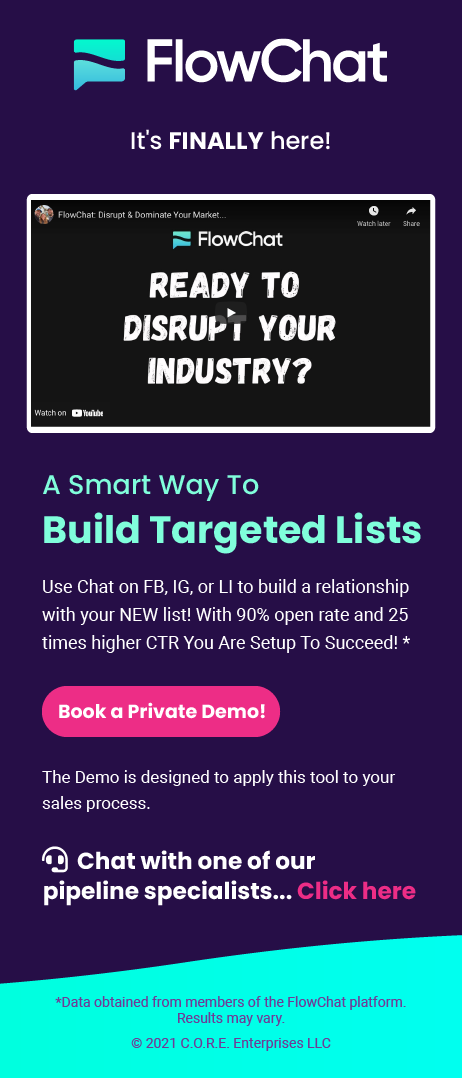 FlowChat
It's FINALLY here!
FlowChat: Disrupt & Dominate Your Market...
Watch later
Share
FlowChat
READY TO
DISRUPT YOUR
INDUSTRY?
Watch on YouTube
A Smart Way To
Build Targeted Lists
Use Chat on FB, IG, or LI to build a relationship
with your NEW list! With 90% open rate and 25
times higher CTR You Are Setup To Succeed! *
Book a Private Demo!
The Demo is designed to apply this tool to your
sales process.
Chat with one of our
pipeline specialists... Click here
*Data obtained from members of the FlowChat platform.
Results may vary.
© 2021 C.O.R.E. Enterprises LLC